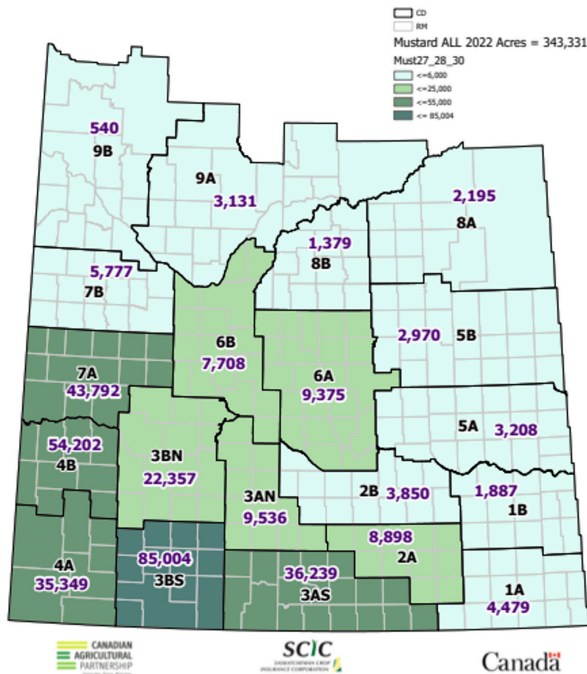 CD
RM
Mustard ALL 2022 Acres = 343,331
Must27_28_30
<=6,000
<=25,000
<=55,000
<= 85,004
540
9B
9A
3,131
2,195
8A
1,379
8B
5,777
7B
2,970
5B
6B
7,708
6A
9,375
7A
43,792
5A
3,208
54,202
4B
3BN
22,357
3AN
9,536
2B
3,850
1,887
1B
8,898
2A
4A
35,349
85,004
3BS
36,239
3AS
1A
4,479
CANADIAN
AGRICULTURAL
PARTNERSHIP
SCIC
SASKATCHEWAN CROP
INSURANCE CORPORATION
Canada